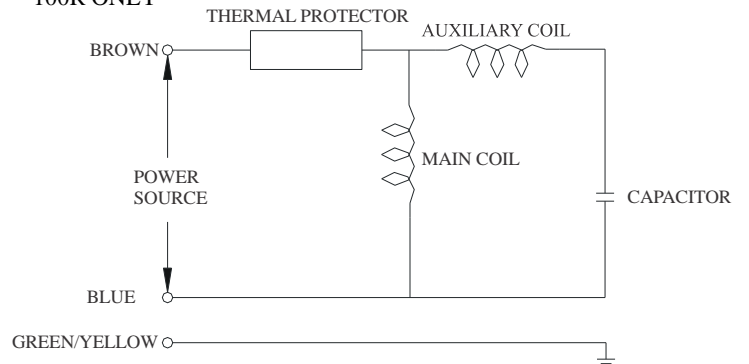 THERMAL PROTECTOR
AUXILIARY COIL
BROWN
MAIN COIL
POWER
SOURCE
CAPACITOR
BLUE
GREEN/YELLOW